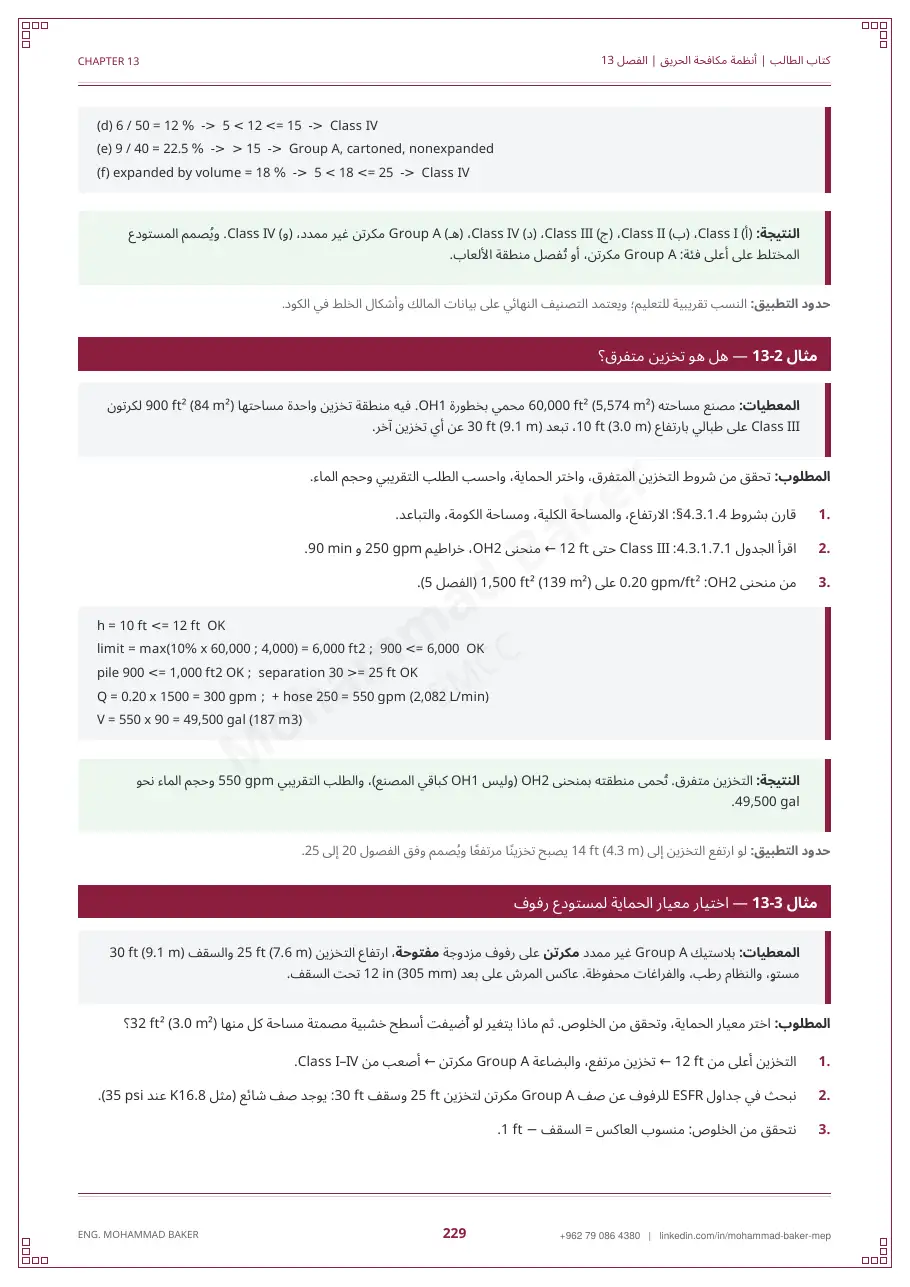 CHAPTER 13
كتاب الطالب | أنظمة مكافحة الحريق | الفصل 13
(d) 6 / 50 = 12 % -> 5 < 12 <= 15 -> Class IV
(e) 9 / 40 = 22.5 % -> > 15 -> Group A, cartoned, nonexpanded
(f) expanded by volume = 18 % -> 5 < 18 <= 25 -> Class IV
النتيجة: (أ) Class I، (ب) Class II، (ج) Class III، (د) Class IV، (هـ) Group A مكرتن غير ممدد، (و) Class IV. ويُصمم المستودع
المختلط على أعلى فئة: Group A مكرتن، أو تُفصل منطقة الألعاب.
حدود التطبيق: النسب تقريبية للتعليم؛ ويعتمد التصنيف النهائي على بيانات المالك وأشكال الخلط في الكود.
مثال 2-13 — هل هو تخزين متفرق؟
المعطيات: مصنع مساحته 60,000 ft² (5,574 m²) محمي بخطورة OH1. فيه منطقة تخزين واحدة مساحتها 900 ft² (84 m²) لكرتون
Class III على طبالي بارتفاع 10 ft (3.0 m)، تبعد 30 ft (9.1 m) عن أي تخزين آخر.
المطلوب: تحقق من شروط التخزين المتفرق، واختر الحماية، واحسب الطلب التقريبي وحجم الماء.
1. قارن بشروط §4.3.1.4: الارتفاع، والمساحة الكلية، ومساحة الكومة، والتباعد.
2. اقرأ الجدول 4.3.1.7.1: Class III حتى 12 ft ← منحنى OH2، خراطيم 250 gpm و 90 min.
3. من منحنى OH2: 0.20 gpm/ft² على 1,500 ft² (139 m²) (الفصل 5).
h = 10 ft <= 12 ft OK
limit = max(10% x 60,000 ; 4,000) = 6,000 ft2 ; 900 <= 6,000 OK
pile 900 <= 1,000 ft2 OK ; separation 30 >= 25 ft OK
Q = 0.20 x 1500 = 300 gpm ; + hose 250 = 550 gpm (2,082 L/min)
V = 550 x 90 = 49,500 gal (187 m3)
النتيجة: التخزين متفرق. تُحمى منطقته بمنحنى OH2 (وليس OH1 كباقي المصنع)، والطلب التقريبي 550 gpm وحجم الماء نحو
49,500 gal.
حدود التطبيق: لو ارتفع التخزين إلى 14 ft (4.3 m) يصبح تخزينًا مرتفعًا ويُصمم وفق الفصول 20 إلى 25.
مثال 3-13 — اختيار معيار الحماية لمستودع رفوف
المعطيات: بلاستيك Group A غير ممدد مكرتن على رفوف مزدوجة مفتوحة، ارتفاع التخزين 25 ft (7.6 m) والسقف 30 ft (9.1 m)
مستوٍ، والنظام رطب، والفراغات محفوظة. عاكس المرش على بعد 12 in (305 mm) تحت السقف.
المطلوب: اختر معيار الحماية، وتحقق من الخلوص. ثم ماذا يتغير لو أُضيفت أسطح خشبية مصمتة مساحة كل منها 32 ft² (3.0 m²)؟
1. التخزين أعلى من 12 ft ← تخزين مرتفع، والبضاعة Group A مكرتن ← أصعب من Class I–IV.
2. نبحث في جداول ESFR للرفوف عن صف Group A مكرتن لتخزين 25 ft وسقف 30 ft: يوجد صف شائع (مثل K16.8 عند 35 psi).
3. نتحقق من الخلوص: منسوب العاكس = السقف − 1 ft.
Mohammad Baker
SMCC
ENG. MOHAMMAD BAKER
229
+962 79 086 4380 | linkedin.com/in/mohammad-baker-mep